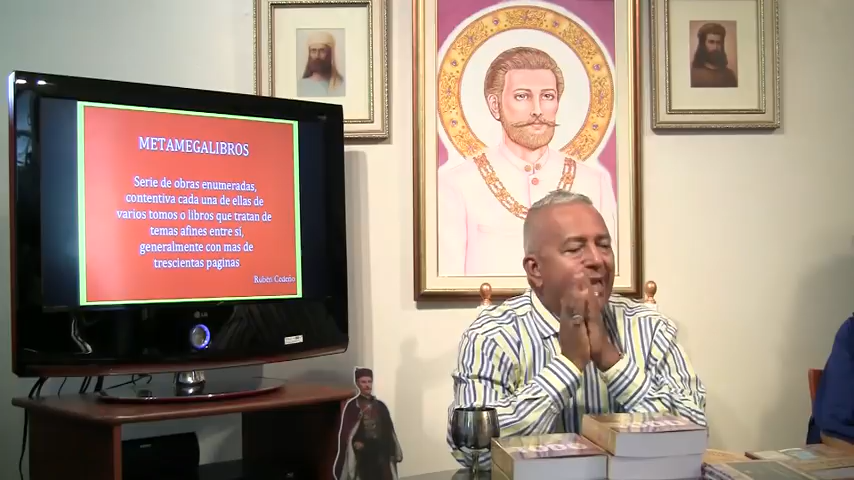 METAMEGALIBROS
Serie de obras enumeradas,
contentiva cada una de ellas de
varios tomos o libros que tratan de
temas afines entre sí,
generalmente con mas de
trescientas paginas
Rubén Cedeño
LG